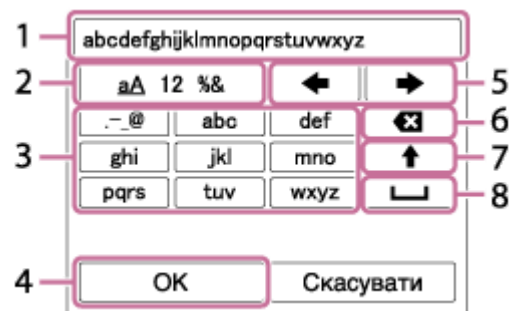 1 abcdefghijklmnopqrstuvwxyz
2 aA 12 %& 5
.-_@ abc def 6
3 ghi jkl mno 7
pqrs tuv wxyz 8
4 OK Скасувати